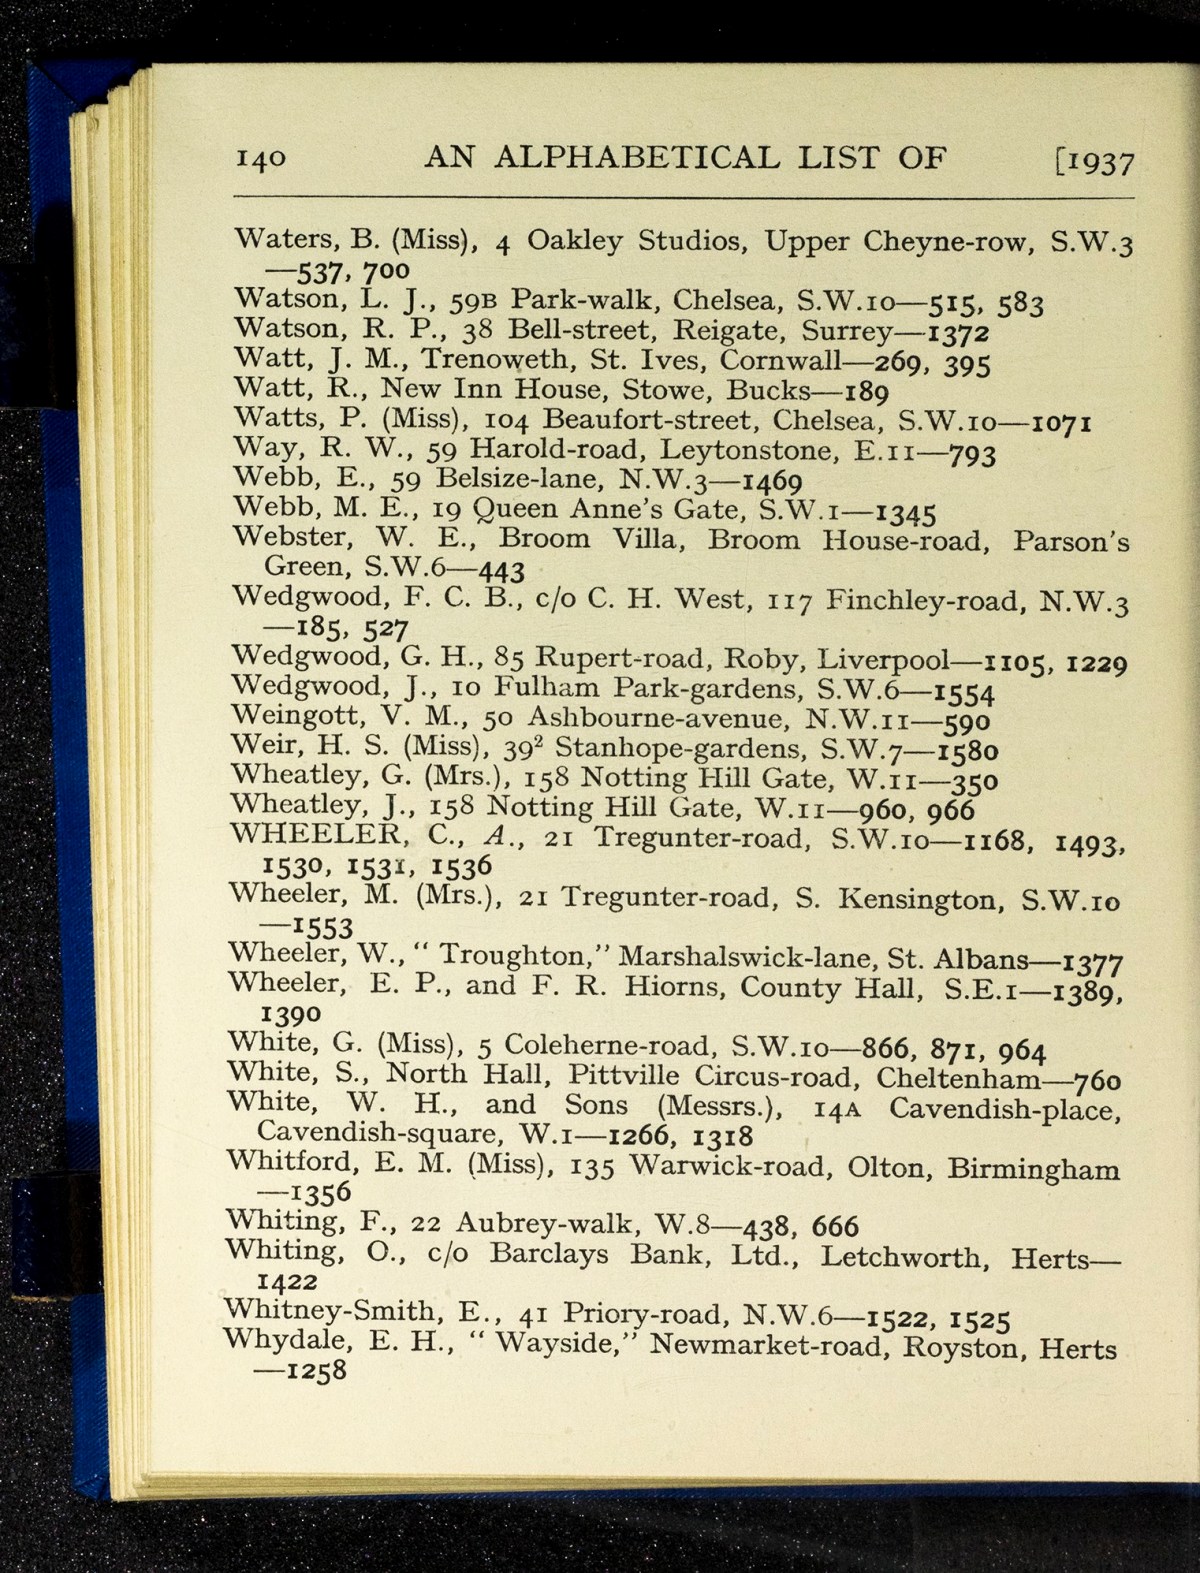 140 AN ALPHABETICAL LIST OF [1937
Waters, B. (Miss), 4 Oakley Studios, Upper Cheyne-row, S.W.3
—537, 700
Watson, L. J., 59B Park-walk, Chelsea, S.W.10—515, 583
Watson, R. P., 38 Bell-street, Reigate, Surrey—1372
Watt, J. M., Trenoweth, St. Ives, Cornwall—269, 395
Watt, R., New Inn House, Stowe, Bucks—189
Watts, P. (Miss), 104 Beaufort-street, Chelsea, S.W.10—1071
Way, R. W., 59 Harold-road, Leytonstone, E.11—793
Webb, E., 59 Belsize-lane, N.W.3—1469
Webb, M. E., 19 Queen Anne's Gate, S.W.1—1345
Webster, W. E., Broom Villa, Broom House-road, Parson's
Green, S.W.6—443
Wedgwood, F. C. B., c/o C. H. West, 117 Finchley-road, N.W.3
—185, 527
Wedgwood, G. H., 85 Rupert-road, Roby, Liverpool—1105, 1229
Wedgwood, J., 10 Fulham Park-gardens, S.W.6—1554
Weingott, V. M., 50 Ashbourne-avenue, N.W.11—590
Weir, H. S. (Miss), 39² Stanhope-gardens, S.W.7—1580
Wheatley, G. (Mrs.), 158 Notting Hill Gate, W.11—350
Wheatley, J., 158 Notting Hill Gate, W.11—960, 966
WHEELER, C., A., 21 Tregunter-road, S.W.10—1168, 1493,
1530, 1531, 1536
Wheeler, M. (Mrs.), 21 Tregunter-road, S. Kensington, S.W.10
—1553
Wheeler, W., “ Troughton,” Marshalswick-lane, St. Albans—1377
Wheeler, E. P., and F. R. Hiorns, County Hall, S.E.1—1389,
1390
White, G. (Miss), 5 Coleherne-road, S.W.10—866, 871, 964
White, S., North Hall, Pittville Circus-road, Cheltenham—760
White, W. H., and Sons (Messrs.), 14A Cavendish-place,
Cavendish-square, W.1—1266, 1318
Whitford, E. M. (Miss), 135 Warwick-road, Olton, Birmingham
—1356
Whiting, F., 22 Aubrey-walk, W.8—438, 666
Whiting, O., c/o Barclays Bank, Ltd., Letchworth, Herts—
1422
Whitney-Smith, E., 41 Priory-road, N.W.6—1522, 1525
Whydale, E. H., “ Wayside,” Newmarket-road, Royston, Herts
—1258